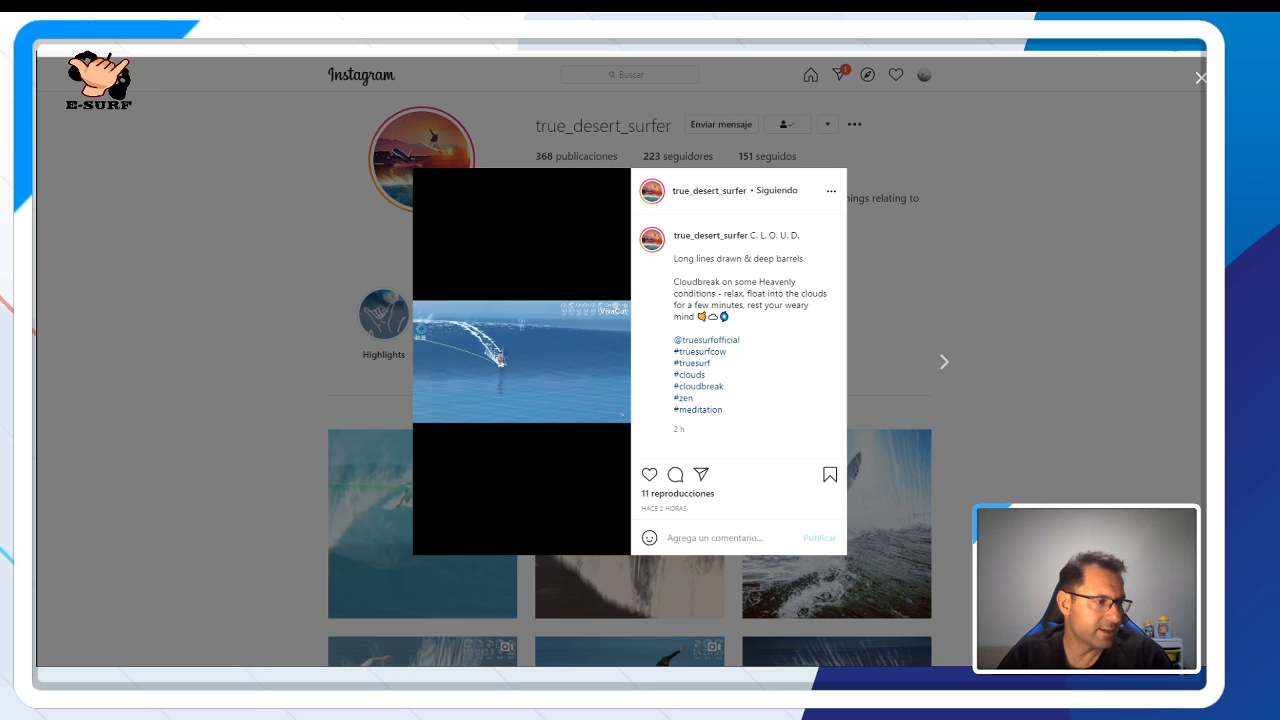 E-SURF
Instagram
Buscar
1
true_desert_surfer
Enviar mensaje
368 publicaciones 223 seguidores 151 seguidos
relating to
Highlights
true_desert_surfer • Siguiendo
true_desert_surfer C. L. O. U. D.
Long lines drawn & deep barrels
Cloudbreak on some Heavenly
conditions - relax, float into the clouds
for a few minutes, rest your weary
mind
@truesurfofficial
#truesurfcow
#truesurf
#clouds
#cloudbreak
#zen
#meditation
2 h
VivaCut
11 reproducciones
HACE 2 HORAS
Agrega un comentario...
Publicar